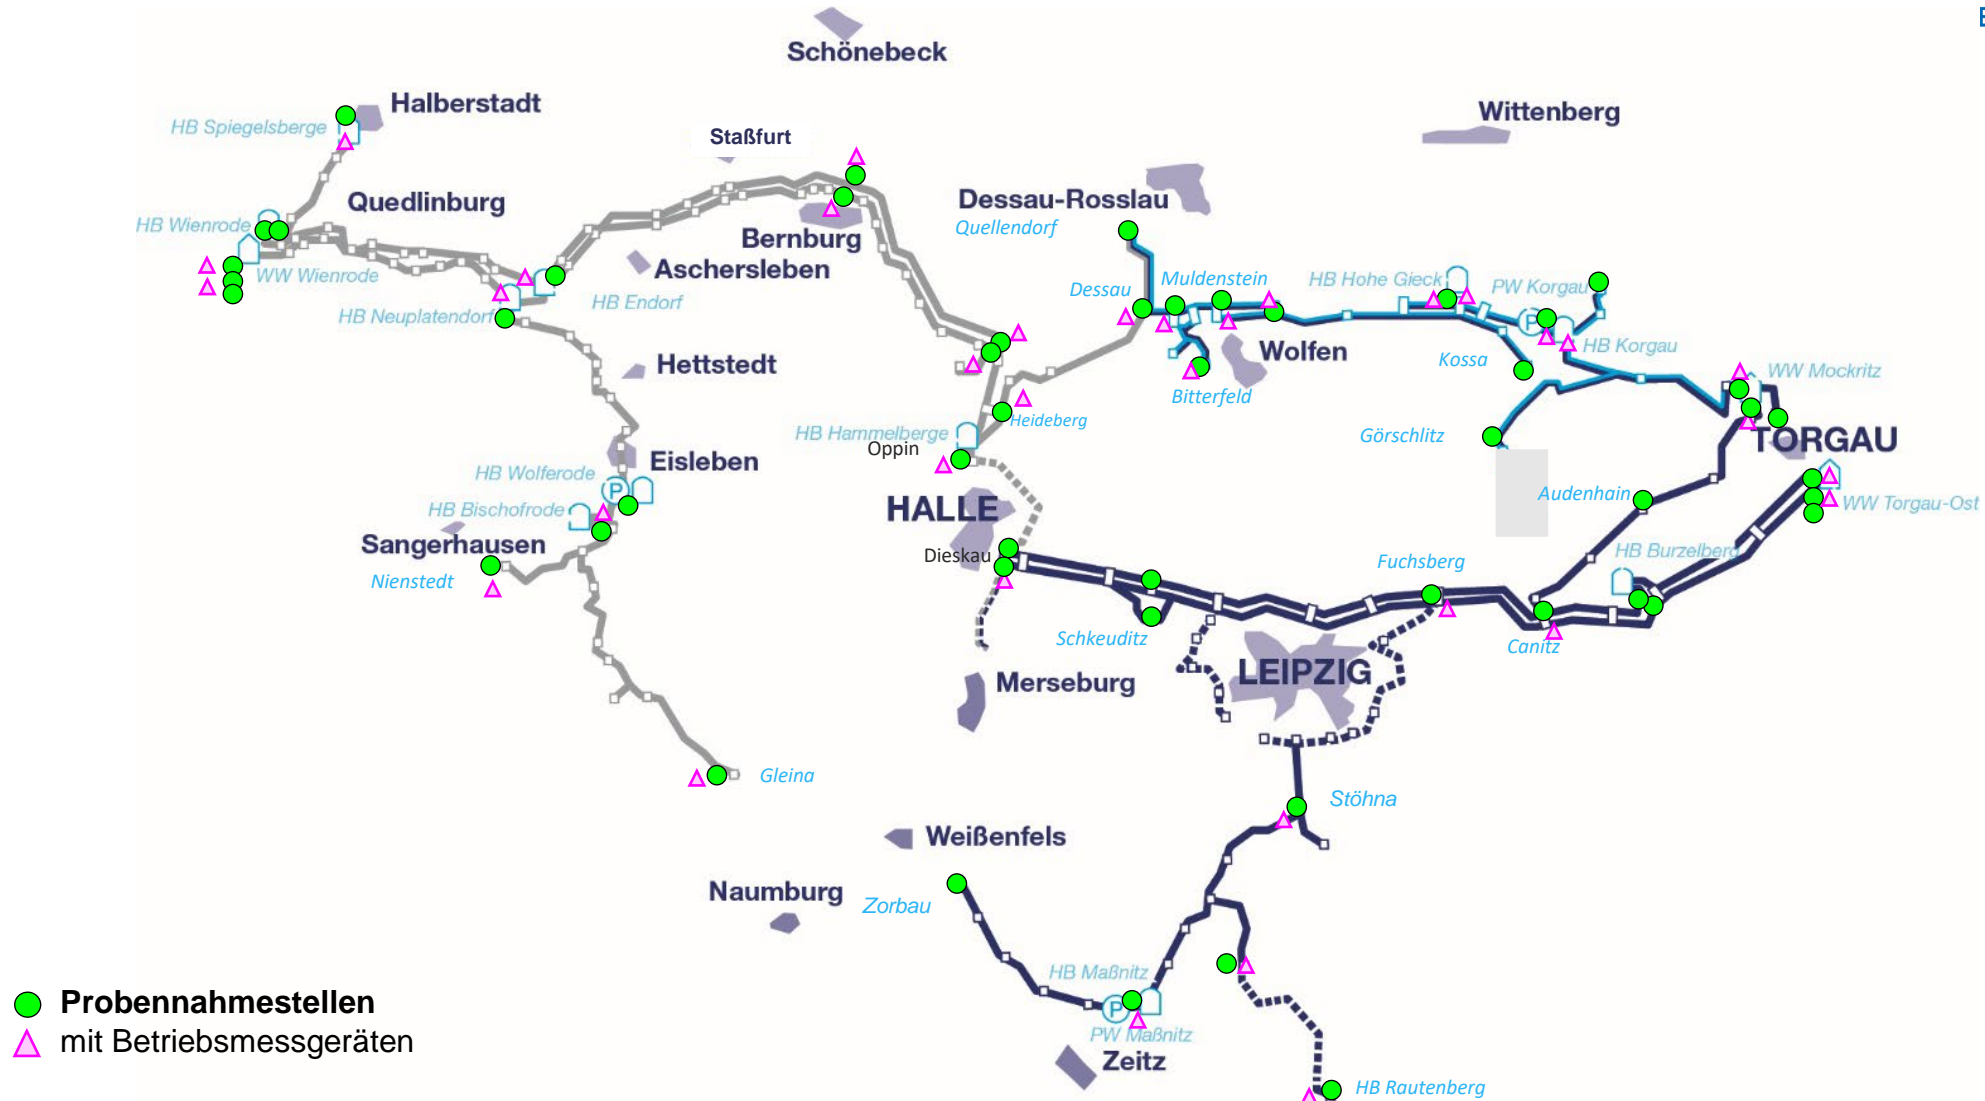 E
Schönebeck
Halberstadt
Wittenberg
HB Spiegelsberge
Staßfurt
Quedlinburg
Dessau-Rosslau
HB Wienrode
Quellendorf
Bernburg
Aschersleben
WW Wienrode
Muldenstein
HB Hohe Gieck
PW Korgau
Dessau
HB Endorf
HB Neuplatendorf
P
HB Korgau
Wolfen
Kossa
Hettstedt
WW Mockritz
Bitterfeld
Heideberg
HB Hammelberge
Görschlitz
TORGAU
Oppin
Eisleben
HB Wolferode
P
Audenhain
WW Torgau-Ost
HB Bischofrode
HALLE
Sangerhausen
Dieskau
HB Burzelberg
Nienstedt
Fuchsberg
Schkeuditz
Canitz
LEIPZIG
Merseburg
Gleina
Stöhna
Weißenfels
Naumburg
Zorbau
HB Maßnitz
P
PW Maßnitz
Zeitz
HB Rautenberg
Probennahmestellen
mit Betriebsmessgeräten